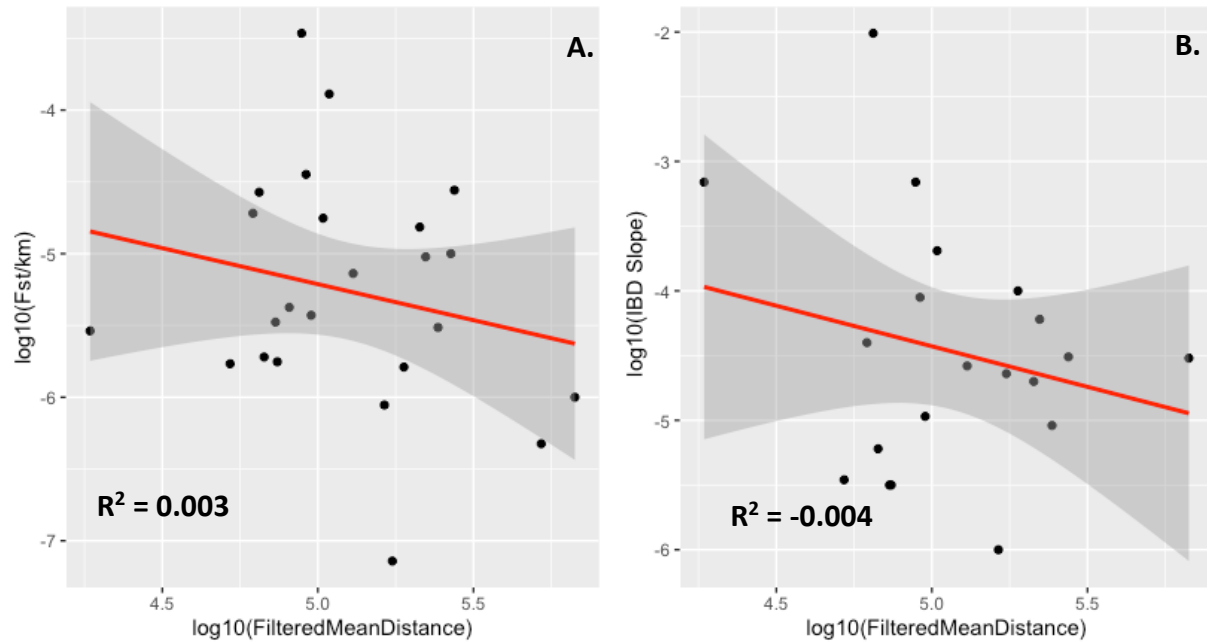 A.
log10(Fst/km)
-4
-5
-6
-7
R² = 0.003
4.5 5.0 5.5
log10(FilteredMeanDistance)
B.
log10(IBD Slope)
-2
-3
-4
-5
-6
R² = -0.004
4.5 5.0 5.5
log10(FilteredMeanDistance)